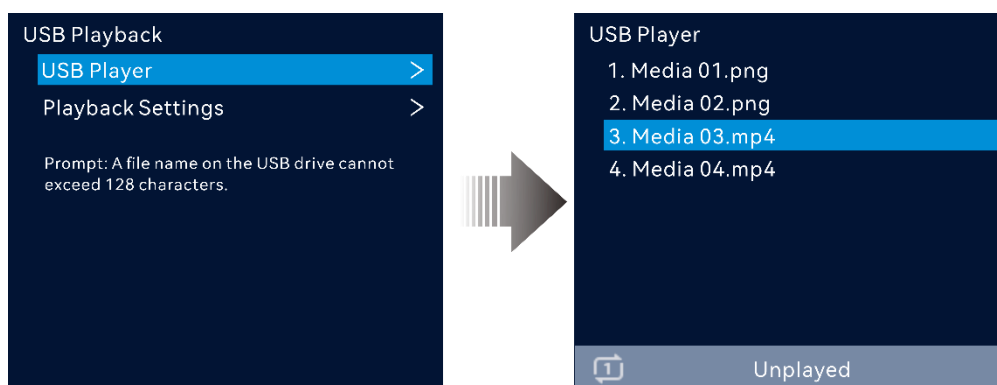 USB Playback
USB Player >
Playback Settings >
Prompt: A file name on the USB drive cannot
exceed 128 characters.
USB Player
1. Media 01.png
2. Media 02.png
3. Media 03.mp4
4. Media 04.mp4
1 Unplayed